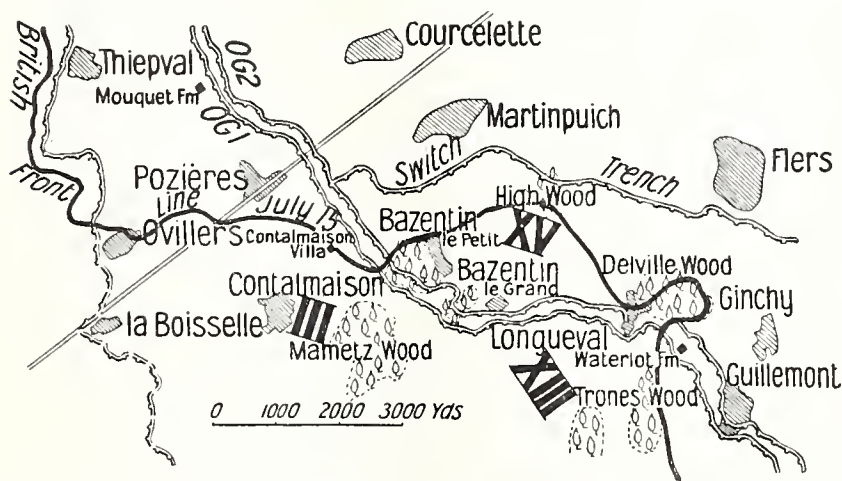 British
Front
Line
July 15
Thiepval
Mouquet Fm
OG2
OG1
Courcelette
Martinpuich
Switch
Trench
Flers
Pozières
High Wood
XV
Ovillers
Contalmaison
Villa
Bazentin
le Petit
Bazentin
le Grand
Delville Wood
Ginchy
Contalmaison
III
la Boisselle
Mametz Wood
Longueval
Waterlot Fm
Guillemont
XIII
Trones Wood
0 1000 2000 3000 Yds